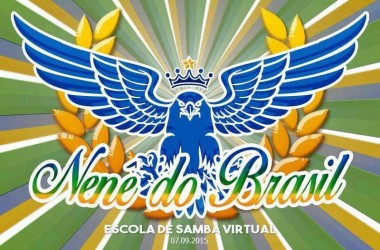 Nenê do Brasil
ESCOLA DE SAMBA VIRTUAL
07.09.2015